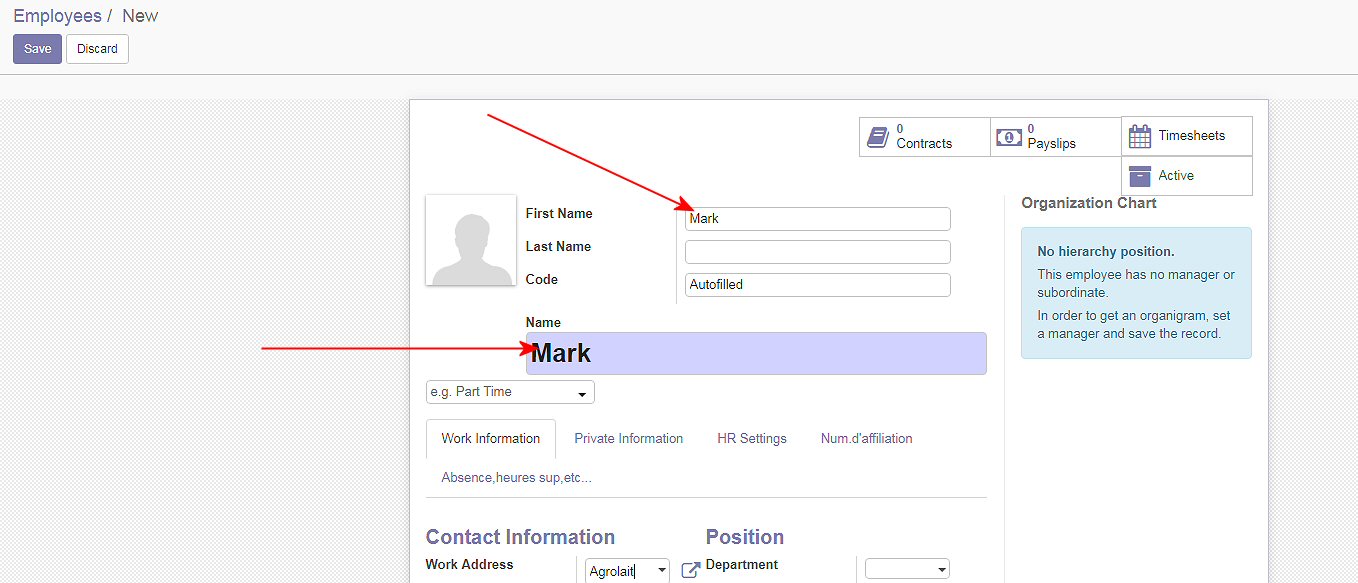 Employees / New
Save Discard
0
Contracts
0
Payslips
Timesheets
Active
First Name Mark
Last Name
Code Autofilled
Name
Mark
e.g. Part Time
Organization Chart
No hierarchy position.
This employee has no manager or
subordinate.
In order to get an organigram, set
a manager and save the record.
Work Information Private Information HR Settings Num.d'affiliation
Absence,heures sup,etc...
Contact Information Position
Work Address Agrolait Department